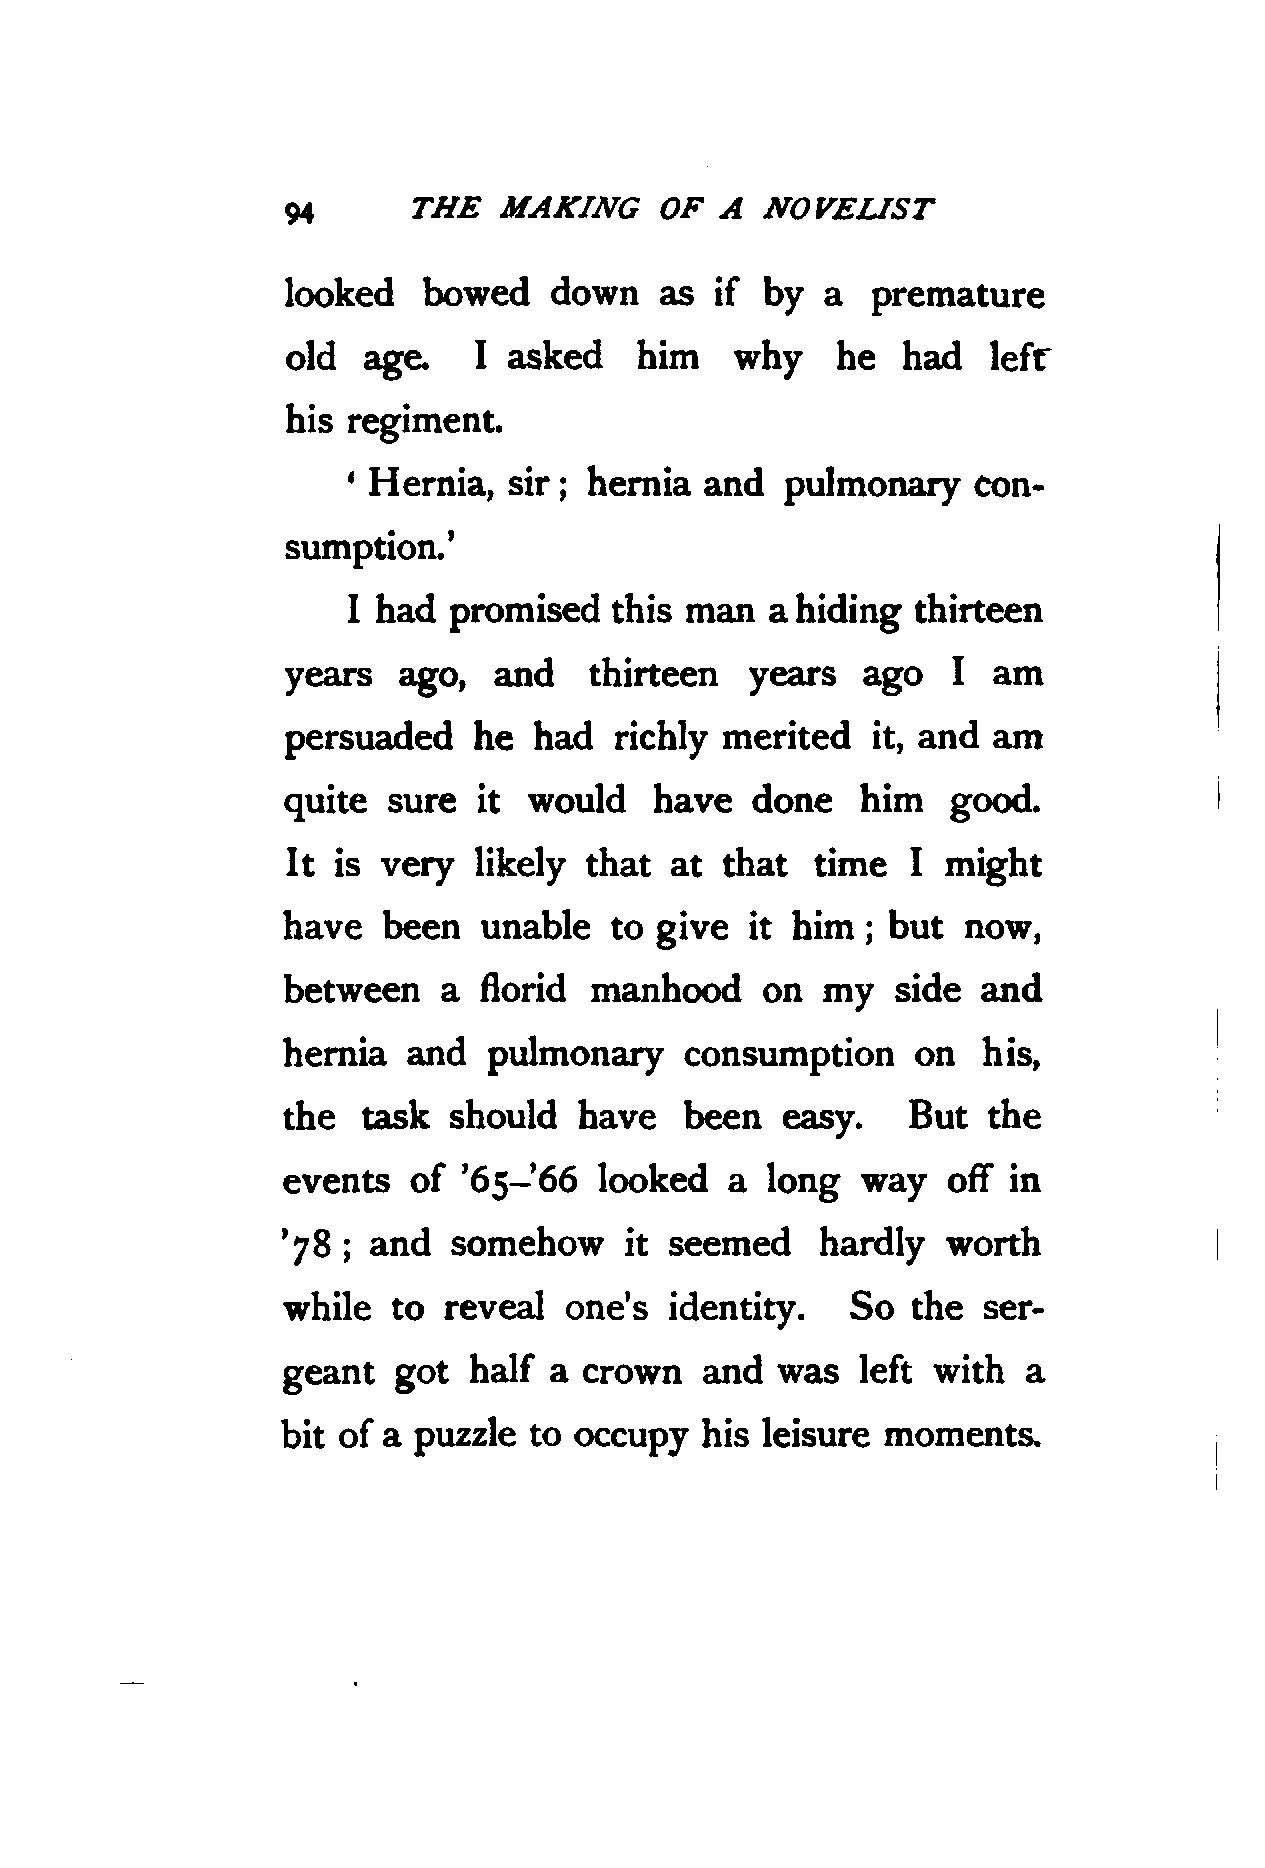 94 THE MAKING OF A NOVELIST
looked bowed down as if by a premature
old age. I asked him why he had left
his regiment.
‘ Hernia, sir ; hernia and pulmonary con-
sumption.’
I had promised this man a hiding thirteen
years ago, and thirteen years ago I am
persuaded he had richly merited it, and am
quite sure it would have done him good.
It is very likely that at that time I might
have been unable to give it him ; but now,
between a florid manhood on my side and
hernia and pulmonary consumption on his,
the task should have been easy. But the
events of ’65–’66 looked a long way off in
’78 ; and somehow it seemed hardly worth
while to reveal one's identity. So the ser-
geant got half a crown and was left with a
bit of a puzzle to occupy his leisure moments.